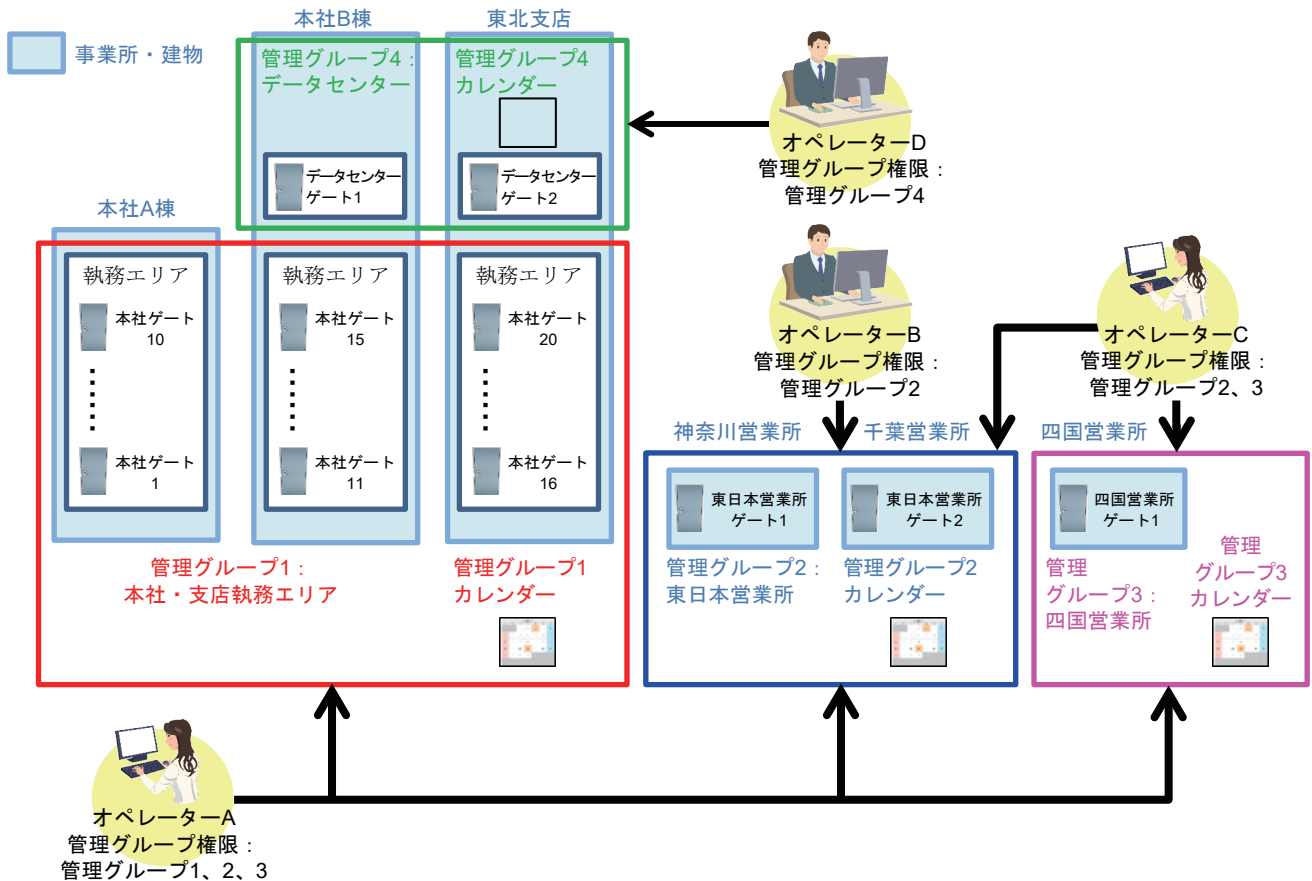 事業所・建物
本社B棟
東北支店
管理グループ4：
データセンター
管理グループ4
カレンダー
データセンター
ゲート1
データセンター
ゲート2
オペレーターD
管理グループ権限：
管理グループ4
本社A棟
執務エリア
本社ゲート
10
本社ゲート
1
執務エリア
本社ゲート
15
本社ゲート
11
執務エリア
本社ゲート
20
本社ゲート
16
管理グループ1：
本社・支店執務エリア
管理グループ1
カレンダー
オペレーターB
管理グループ権限：
管理グループ2
オペレーターC
管理グループ権限：
管理グループ2、3
神奈川営業所
千葉営業所
四国営業所
東日本営業所
ゲート1
東日本営業所
ゲート2
四国営業所
ゲート1
管理グループ2：
東日本営業所
管理グループ2
カレンダー
管理
グループ3：
四国営業所
管理
グループ3
カレンダー
オペレーターA
管理グループ権限：
管理グループ1、2、3